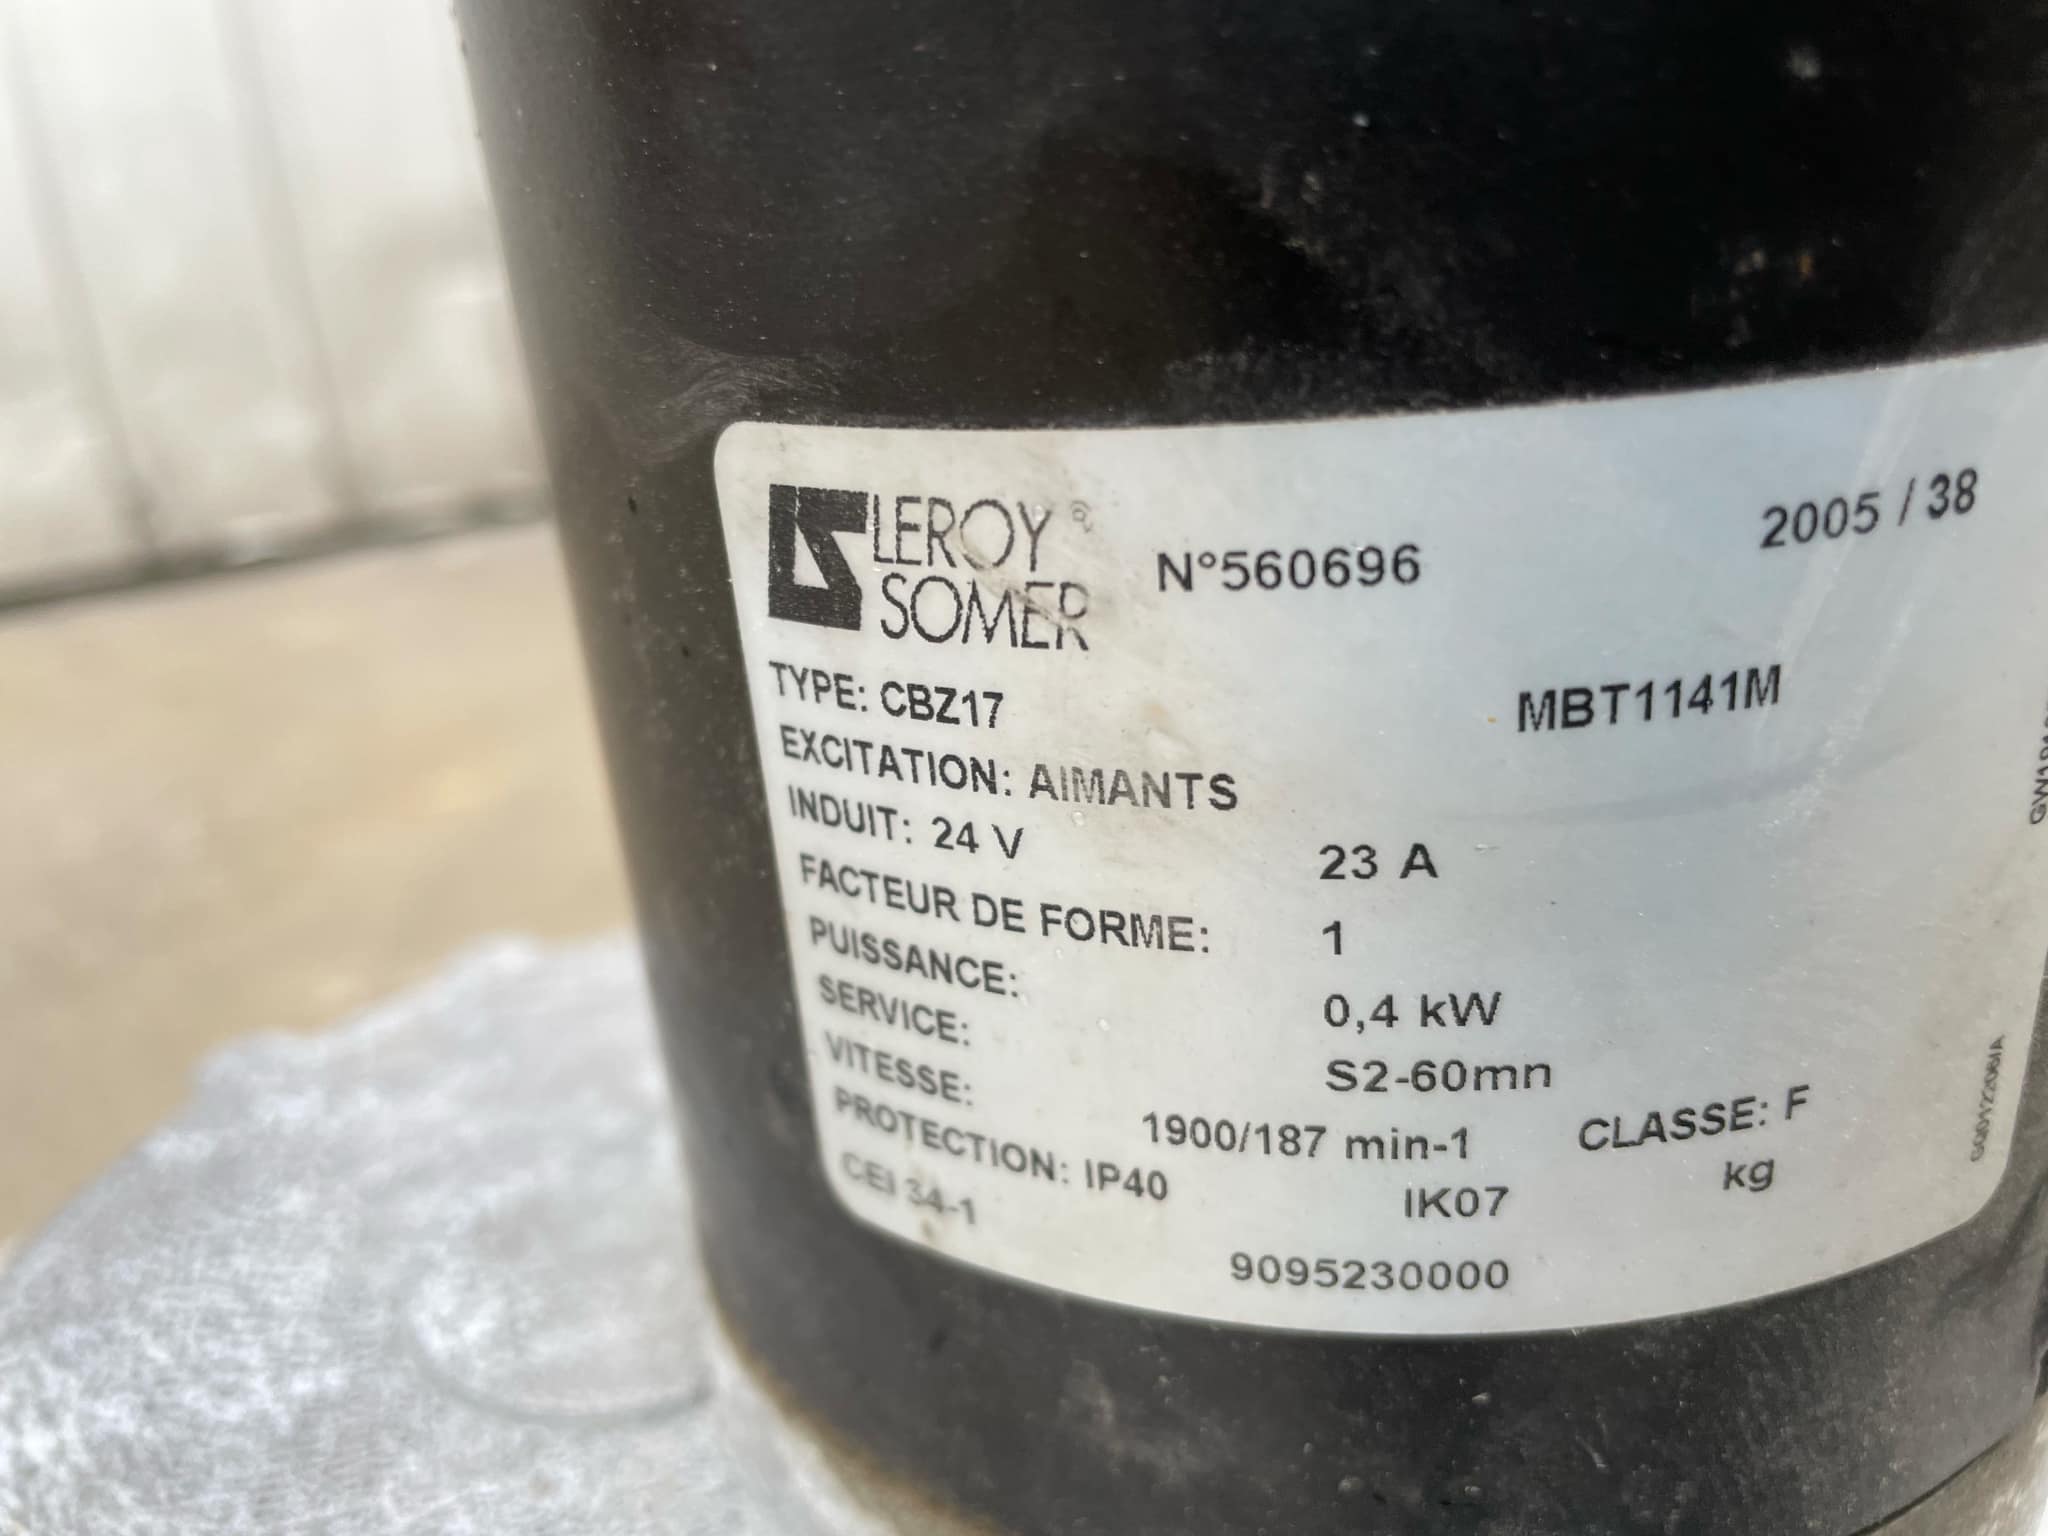 LEROY®
SOMER
N°560696
2005 / 38
TYPE: CBZ17
MBT1141M
EXCITATION: AIMANTS
INDUIT: 24 V 23 A
FACTEUR DE FORME: 1
PUISSANCE: 0,4 kW
SERVICE: S2-60mn
VITESSE: 1900/187 min-1 CLASSE: F
PROTECTION: IP40 IK07 kg
CEI 34-1
9095230000